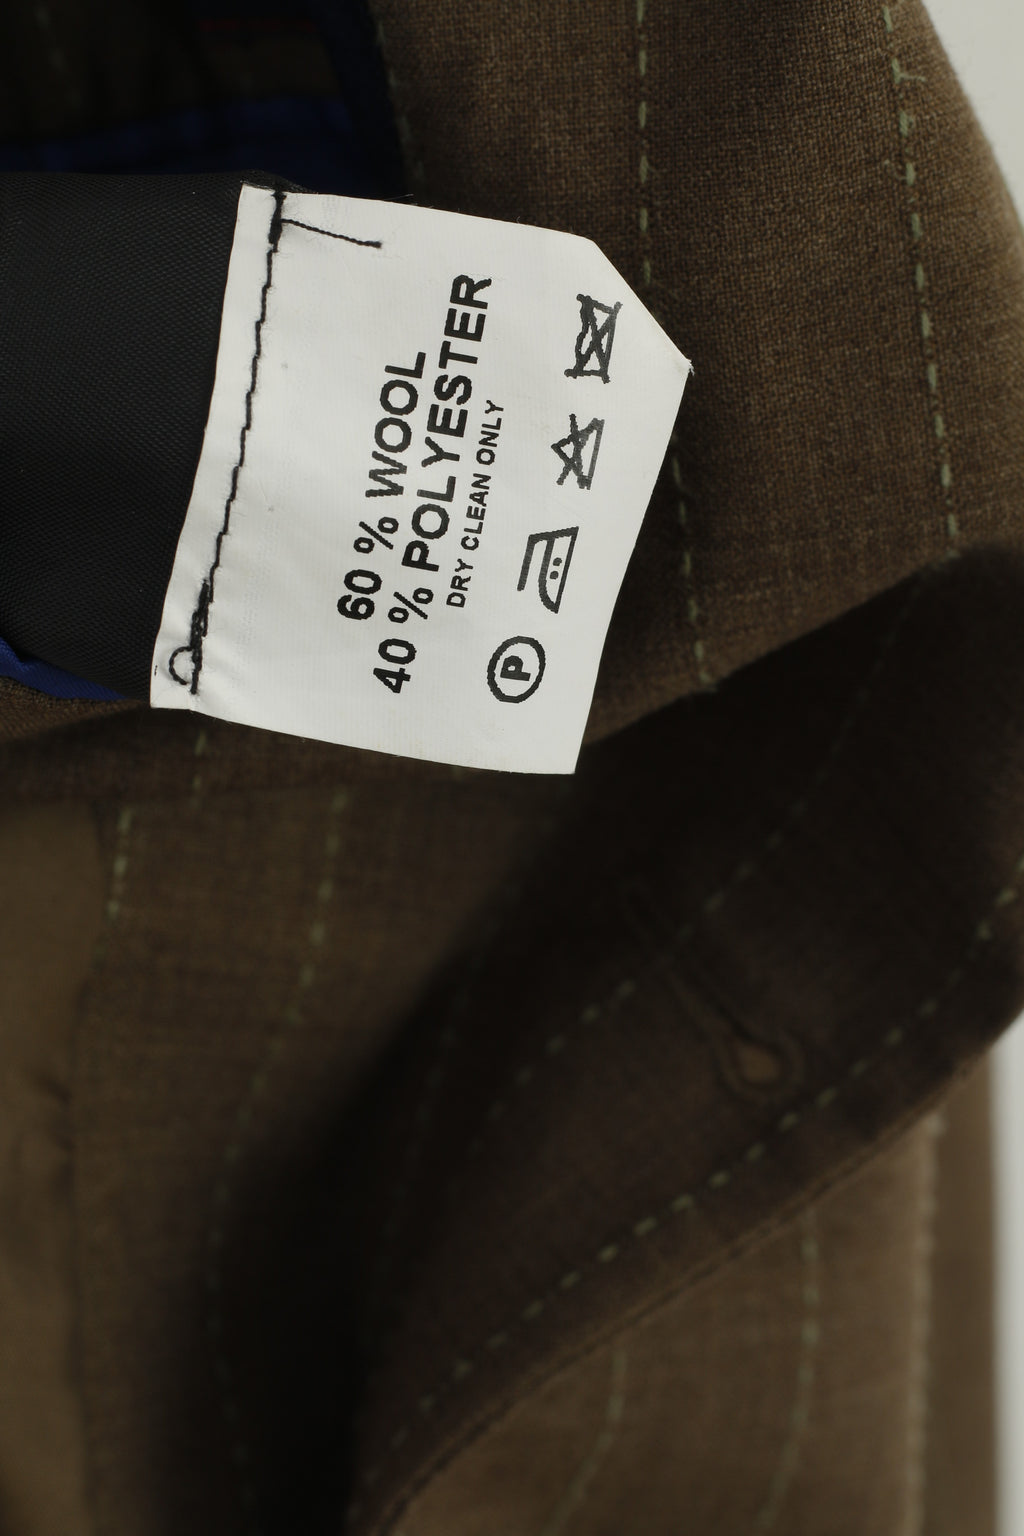 60 % WOOL
40 % POLYESTER
DRY CLEAN ONLY
P